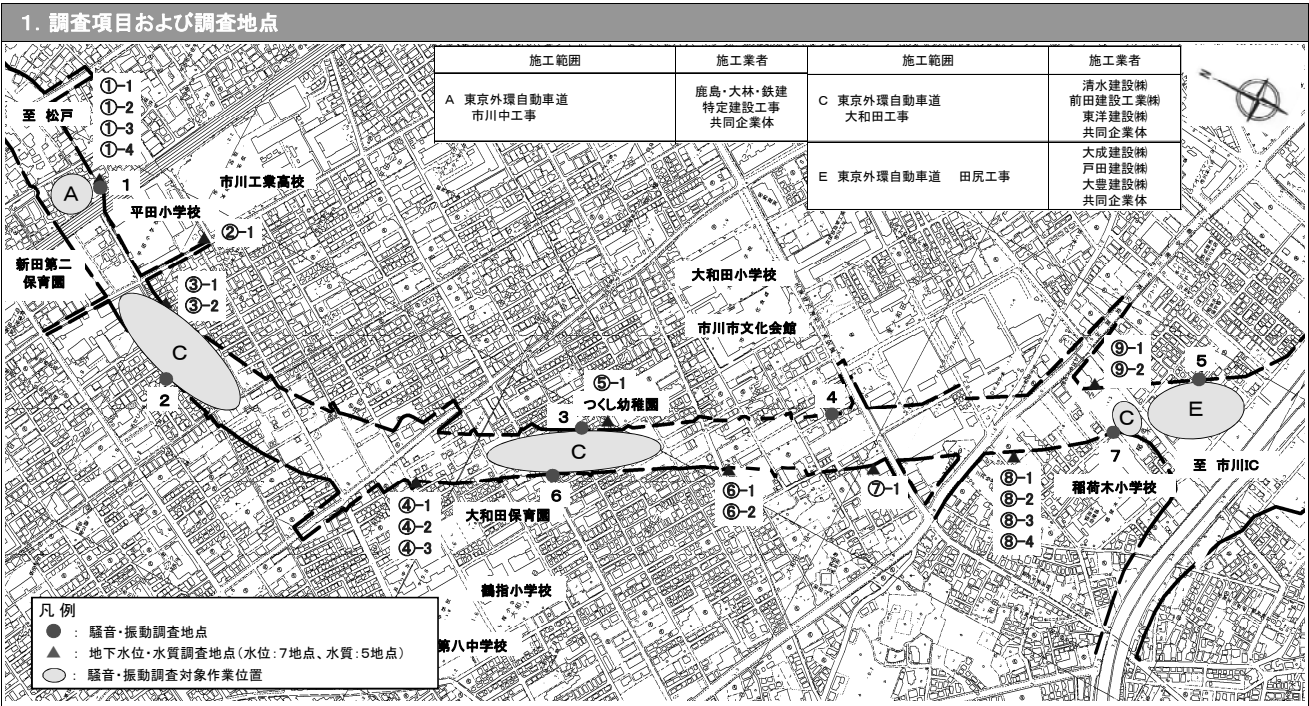 1. 調査項目および調査地点
施工範囲 施工業者 施工範囲 施工業者
A 東京外環自動車道
市川中工事
鹿島・大林・鉄建
特定建設工事
共同企業体
C 東京外環自動車道
大和田工事
清水建設㈱
前田建設工業㈱
東洋建設㈱
共同企業体
E 東京外環自動車道 田尻工事
大成建設㈱
戸田建設㈱
大豊建設㈱
共同企業体
N
至 松戸
①-1
①-2
①-3
①-4
A
1
市川工業高校
平田小学校
②-1
新田第二
保育園
③-1
③-2
C
2
大和田小学校
市川市文化会館
⑤-1
つくし幼稚園
3
4
C
6
⑨-1
⑨-2
5
E
C
7
至 市川IC
稲荷木小学校
④-1
④-2
④-3
大和田保育園
⑥-1
⑥-2
⑦-1
⑧-1
⑧-2
⑧-3
⑧-4
鶴指小学校
第八中学校
凡 例
● : 騒音・振動調査地点
▲ : 地下水位・水質調査地点(水位:7地点、水質:5地点)
: 騒音・振動調査対象作業位置